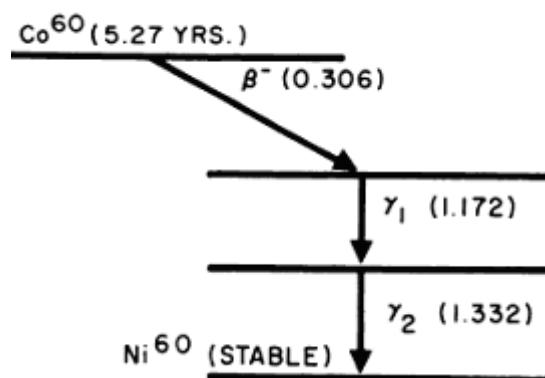 Co⁶⁰ (5.27 YRS.)
β⁻ (0.306)
γ₁ (1.172)
γ₂ (1.332)
Ni⁶⁰ (STABLE)